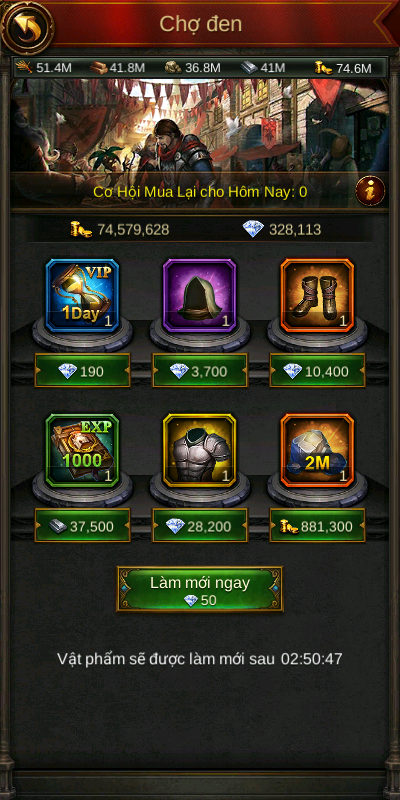 Chợ đen
51.4M 41.8M 36.8M 41M 74.6M
Cơ Hội Mua Lại cho Hôm Nay: 0
i
74,579,628 328,113
VIP
1Day
1 1 1
190 3,700 10,400
EXP
1000 2M
1 1 1
37,500 28,200 881,300
Làm mới ngay
50
Vật phẩm sẽ được làm mới sau 02:50:47